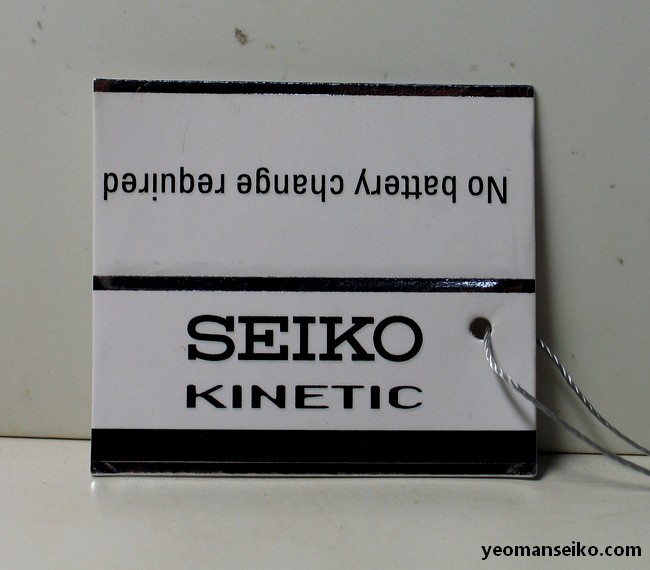 No battery change required
SEIKO
KINETIC
yeomanseiko.com